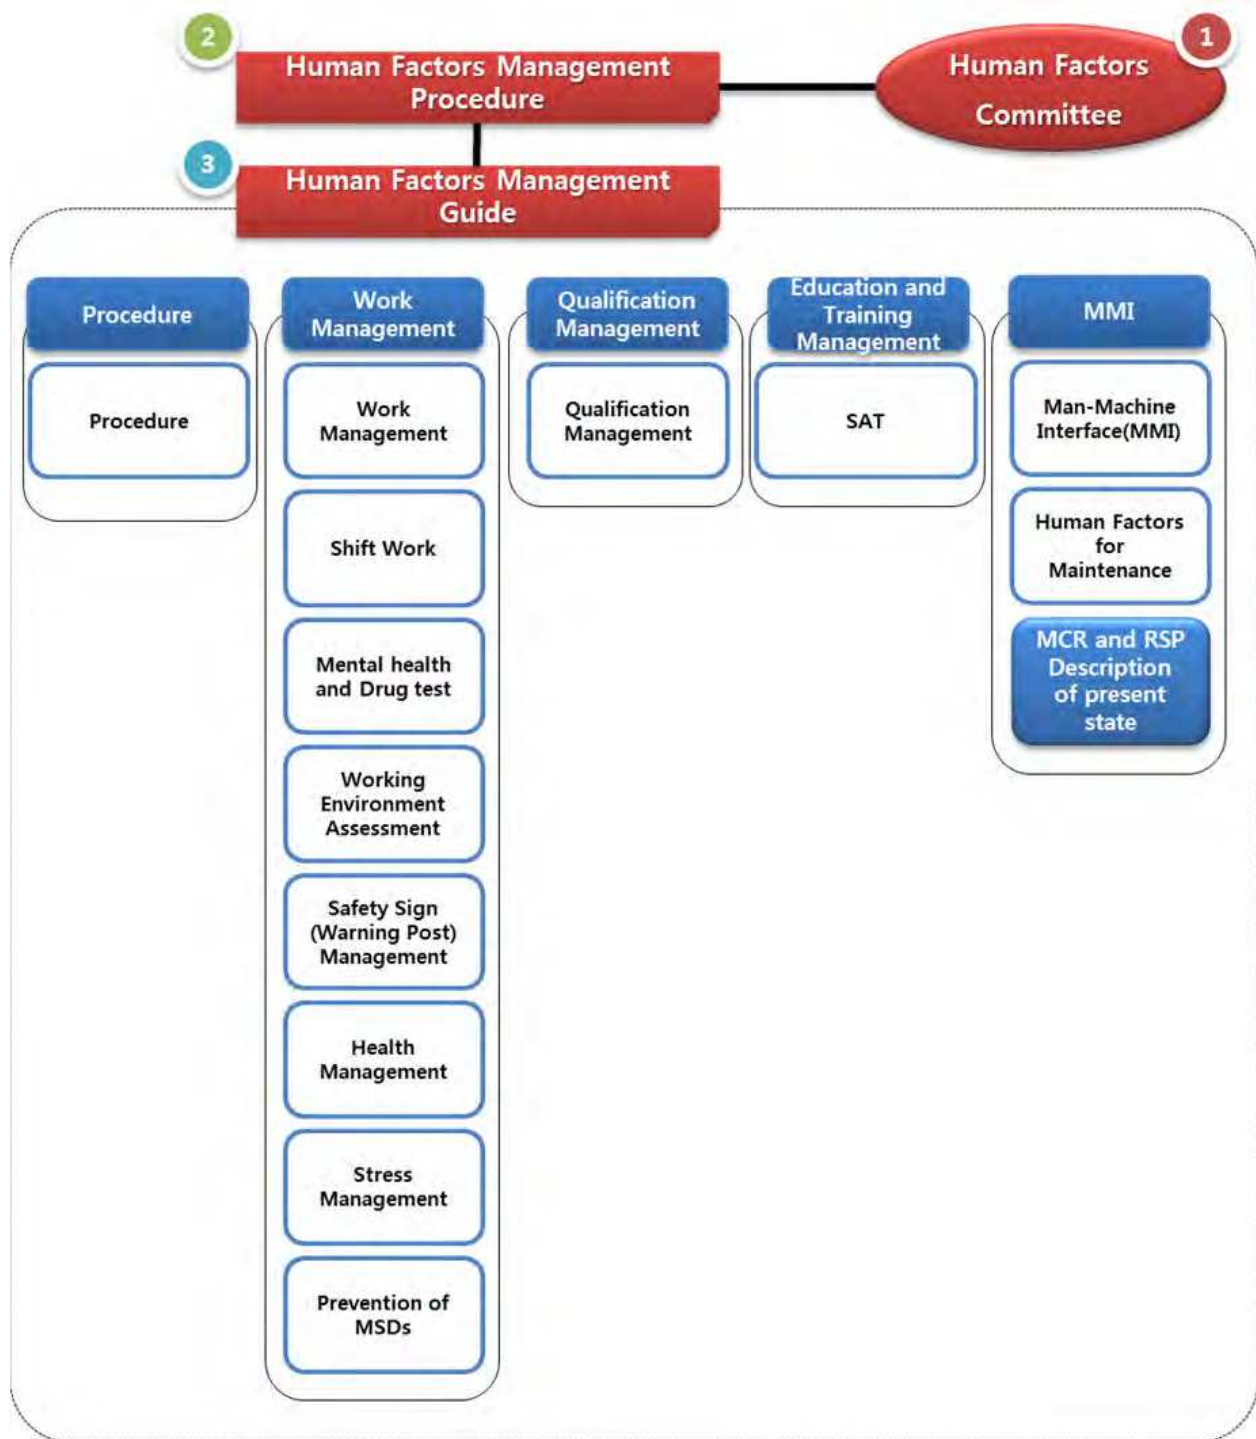 2
Human Factors Management
Procedure
1
Human Factors
Committee
3
Human Factors Management
Guide
Procedure
Procedure
Work
Management
Work
Management
Shift Work
Mental health
and Drug test
Working
Environment
Assessment
Safety Sign
(Warning Post)
Management
Health
Management
Stress
Management
Prevention of
MSDs
Qualification
Management
Qualification
Management
Education and
Training
Management
SAT
MMI
Man-Machine
Interface(MMI)
Human Factors
for
Maintenance
MCR and RSP
Description
of present
state